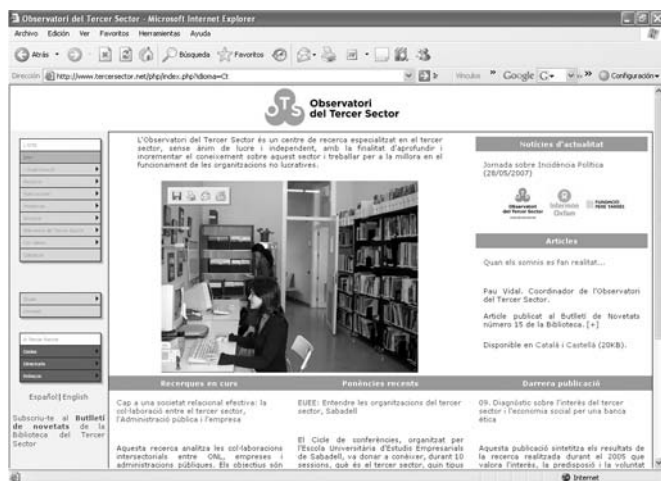 Observatori del Tercer Sector - Microsoft Internet Explorer
Archivo Edición Ver Favoritos Herramientas Ayuda
Atrás Búsqueda Favoritos
Dirección http://www.tercersector.net/php/index.php?idioma=Ct Vínculos Google Configuración
OTS Observatori
del Tercer Sector
L'Observatori del Tercer Sector és un centre de recerca especialitzat en el tercer
sector, sense ànim de lucre i independent, amb la finalitat d'aprofundir i
incrementar el coneixement sobre aquest sector i treballar per a la millora en el
funcionament de les organitzacions no lucratives.
Notícies d'actualitat
Jornada sobre Incidència Política
(28/05/2007)
Observatori
del Tercer Sector
Intermón
Oxfam
FUNDACIÓ
PERE TARRÉS
Articles
Quan els somnis es fan realitat...
Pau Vidal. Coordinador de l'Observatori
del Tercer Sector.
Article publicat al Butlletí de Novetats
número 15 de la Biblioteca. [+]
Disponible en Català i Castellà (20KB).
Español|English
Subscriu-te al Butlletí
de novetats de la
Biblioteca del Tercer
Sector
Recerques en curs
Cap a una societat relacional efectiva: la
col·laboració entre el tercer sector,
l'Administració pública i l'empresa
Aquesta recerca analitza les col·laboracions
intersectorials entre ONL, empreses i
administracions públiques. Els objectius són
Ponències recents
EUEE: Entendre les organitzacions del tercer
sector, Sabadell
El Cicle de conferències, organitzat per
l'Escola Universitària d'Estudis Empresarials
de Sabadell, va donar a conèixer, durant 10
sessions, què és el tercer sector, quin tipus
Darrera publicació
09. Diagnòstic sobre l'interès del tercer
sector i l'economia social per una banca
ètica
Aquesta publicació sintetitza els resultats de
la recerca realitzada durant el 2005 que
valora l'interès, la predisposició i la voluntat
Internet